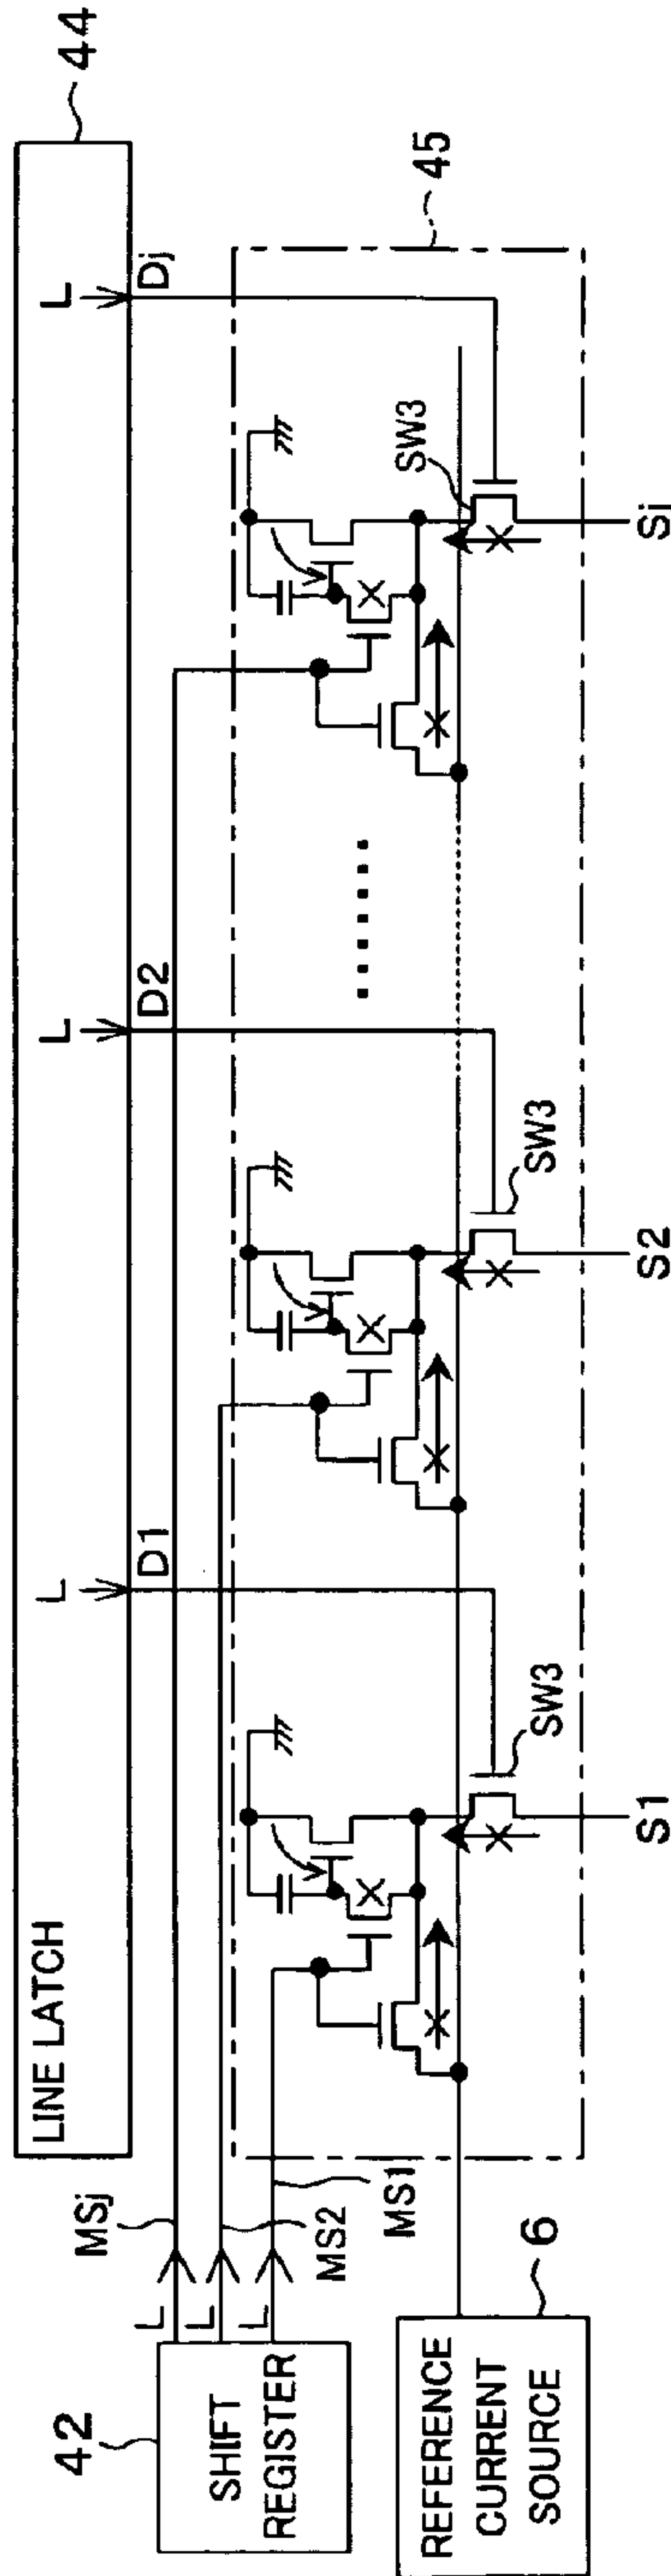 LINE LATCH
44
L
D1
L
D2
L
Dj
MSj
MS2
MS1
L
L
L
42
SHIFT
REGISTER
45
SW3
SW3
SW3
S1
S2
Sj
REFERENCE
CURRENT
SOURCE
6